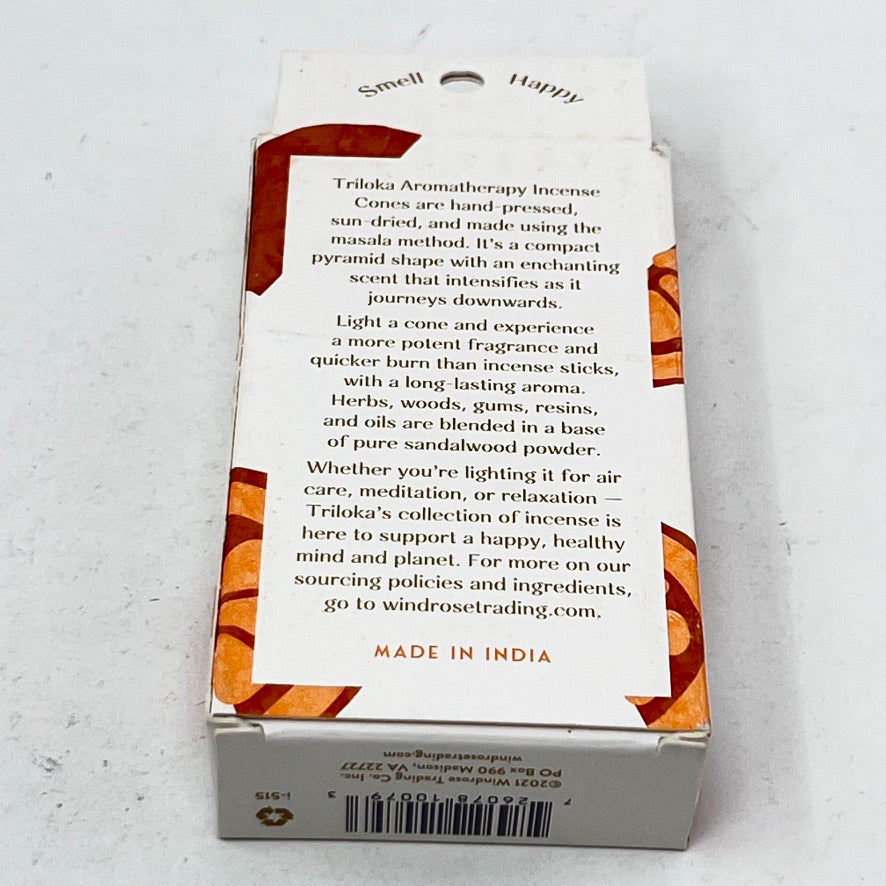 Smell Happy
Triloka Aromatherapy Incense
Cones are hand-pressed,
sun-dried, and made using the
masala method. It's a compact
pyramid shape with an enchanting
scent that intensifies as it
journeys downwards.
Light a cone and experience
a more potent fragrance and
quicker burn than incense sticks,
with a long-lasting aroma.
Herbs, woods, gums, resins,
and oils are blended in a base
of pure sandalwood powder.
Whether you're lighting it for air
care, meditation, or relaxation —
Triloka's collection of incense is
here to support a happy, healthy
mind and planet. For more on our
sourcing policies and ingredients,
go to windrosetrading.com.
MADE IN INDIA
©2021 Windrose Trading Co. Inc.
PO Box 990 Madison, VA 22727
windrosetrading.com
i-515
7 26078 10079 3